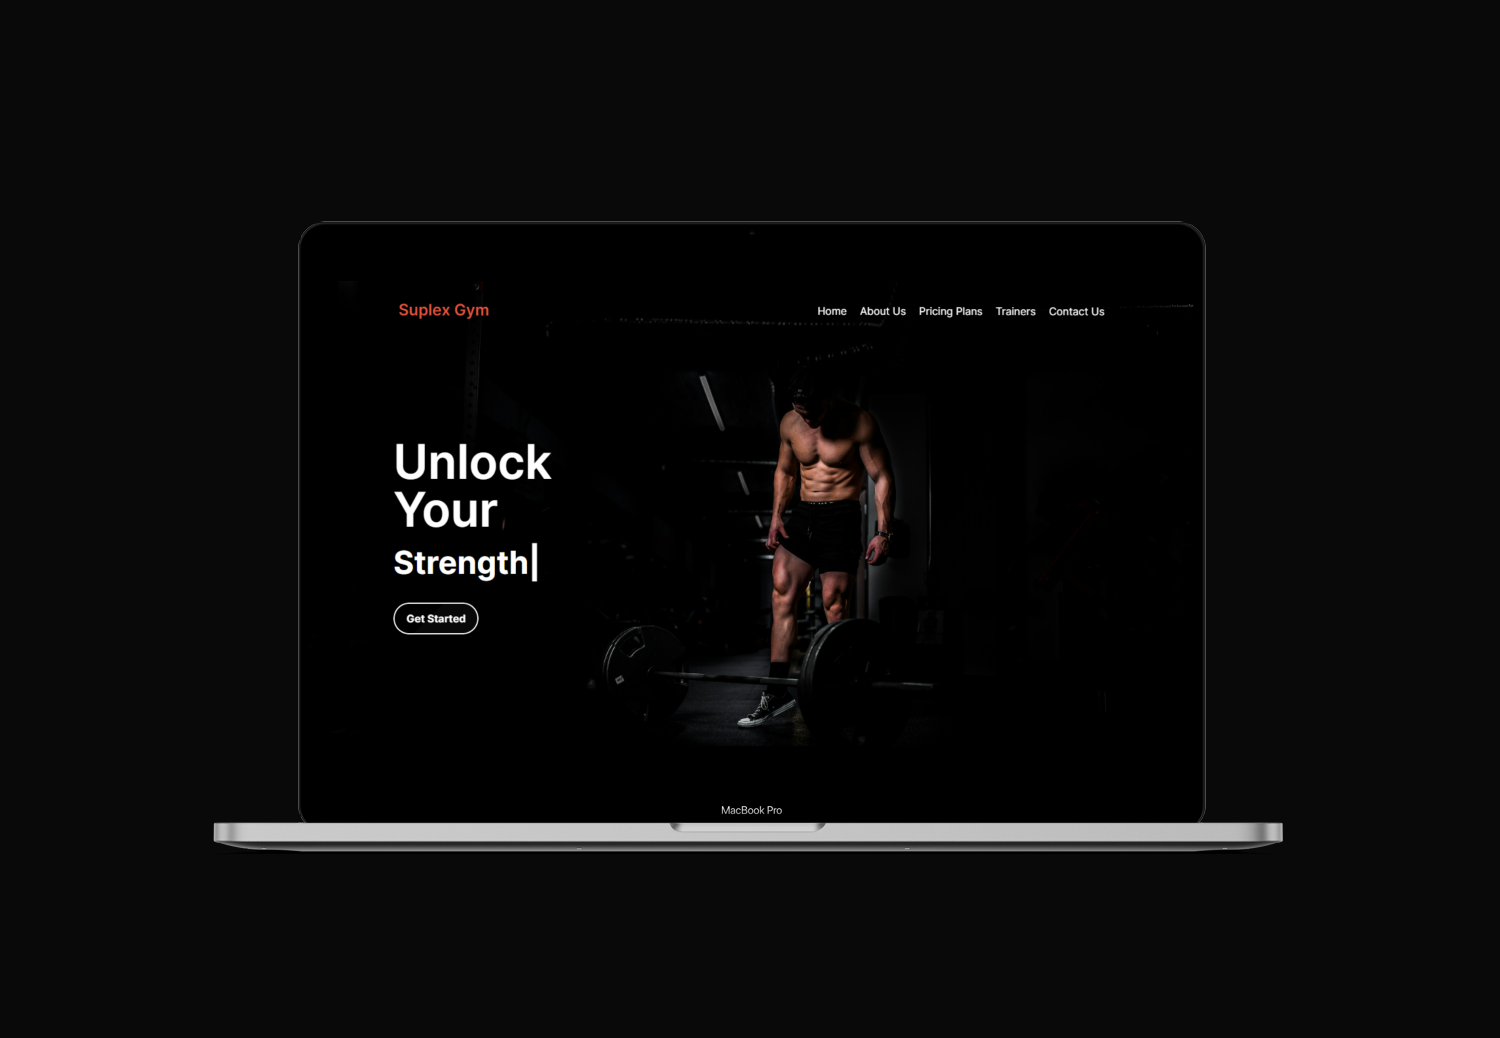 Suplex Gym
Home About Us Pricing Plans Trainers Contact Us
Unlock
Your
Strength|
Get Started
MacBook Pro